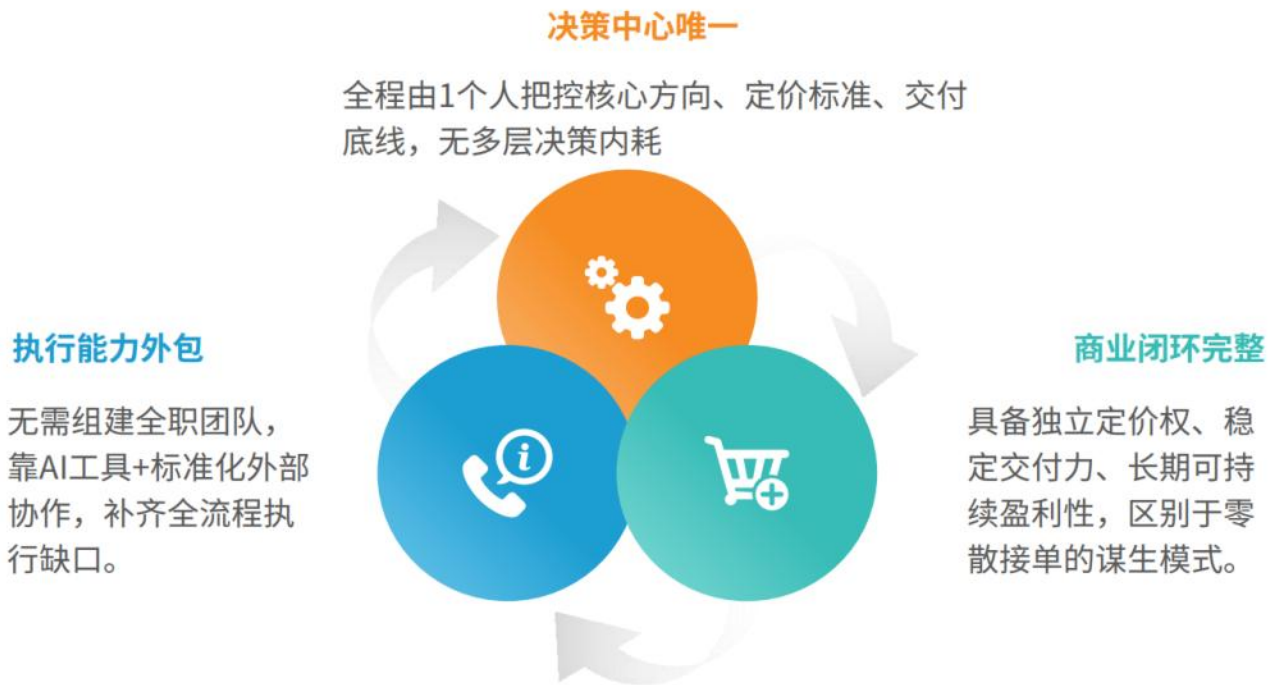 决策中心唯一
全程由1个人把控核心方向、定价标准、交付
底线，无多层决策内耗
执行能力外包
无需组建全职团队，
靠AI工具+标准化外部
协作，补齐全流程执
行缺口。
商业闭环完整
具备独立定价权、稳
定交付力、长期可持
续盈利性，区别于零
散接单的谋生模式。
i